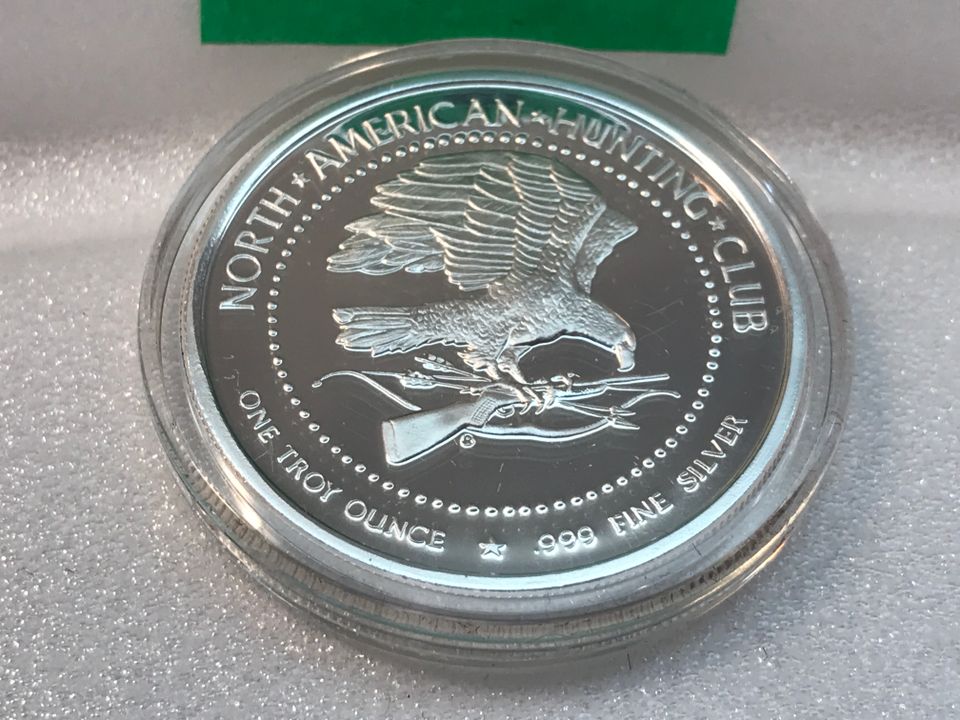 NORTH★AMERICAN★HUNTING★CLUB
ONE TROY OUNCE ★ .999 FINE SILVER